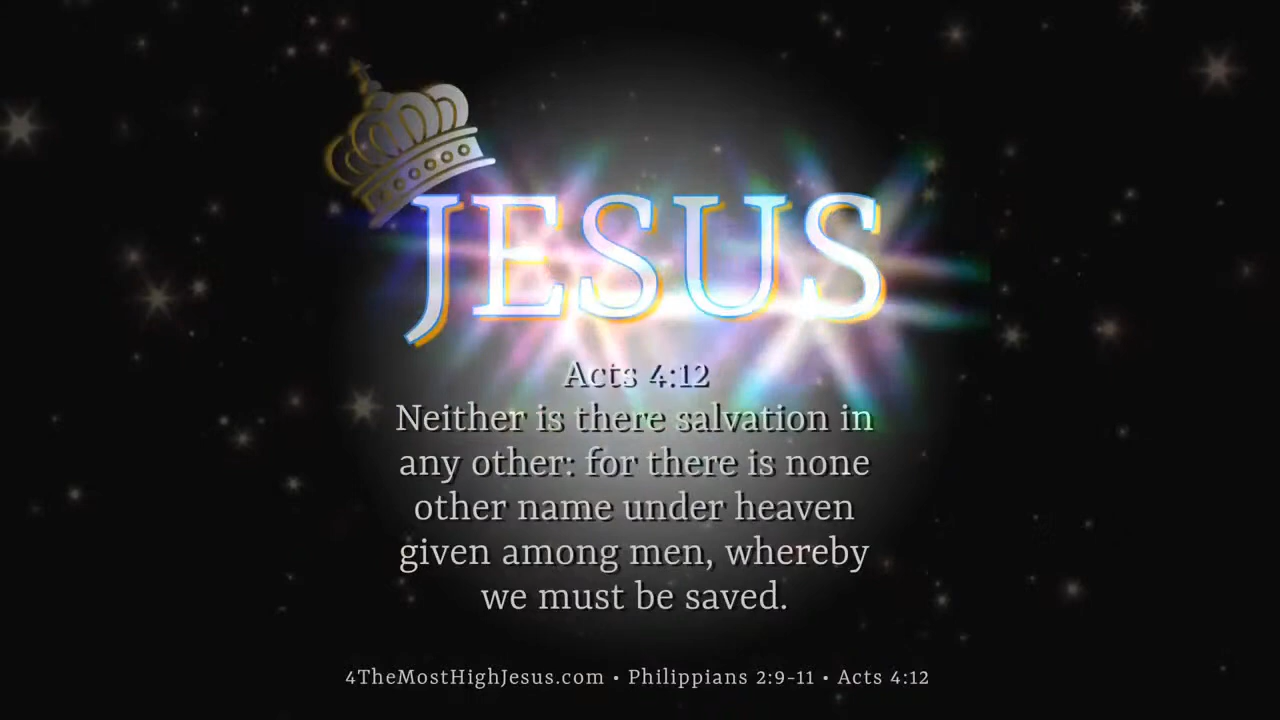 JESUS
Acts 4:12
Neither is there salvation in
any other: for there is none
other name under heaven
given among men, whereby
we must be saved.
4TheMostHighJesus.com • Philippians 2:9-11 • Acts 4:12